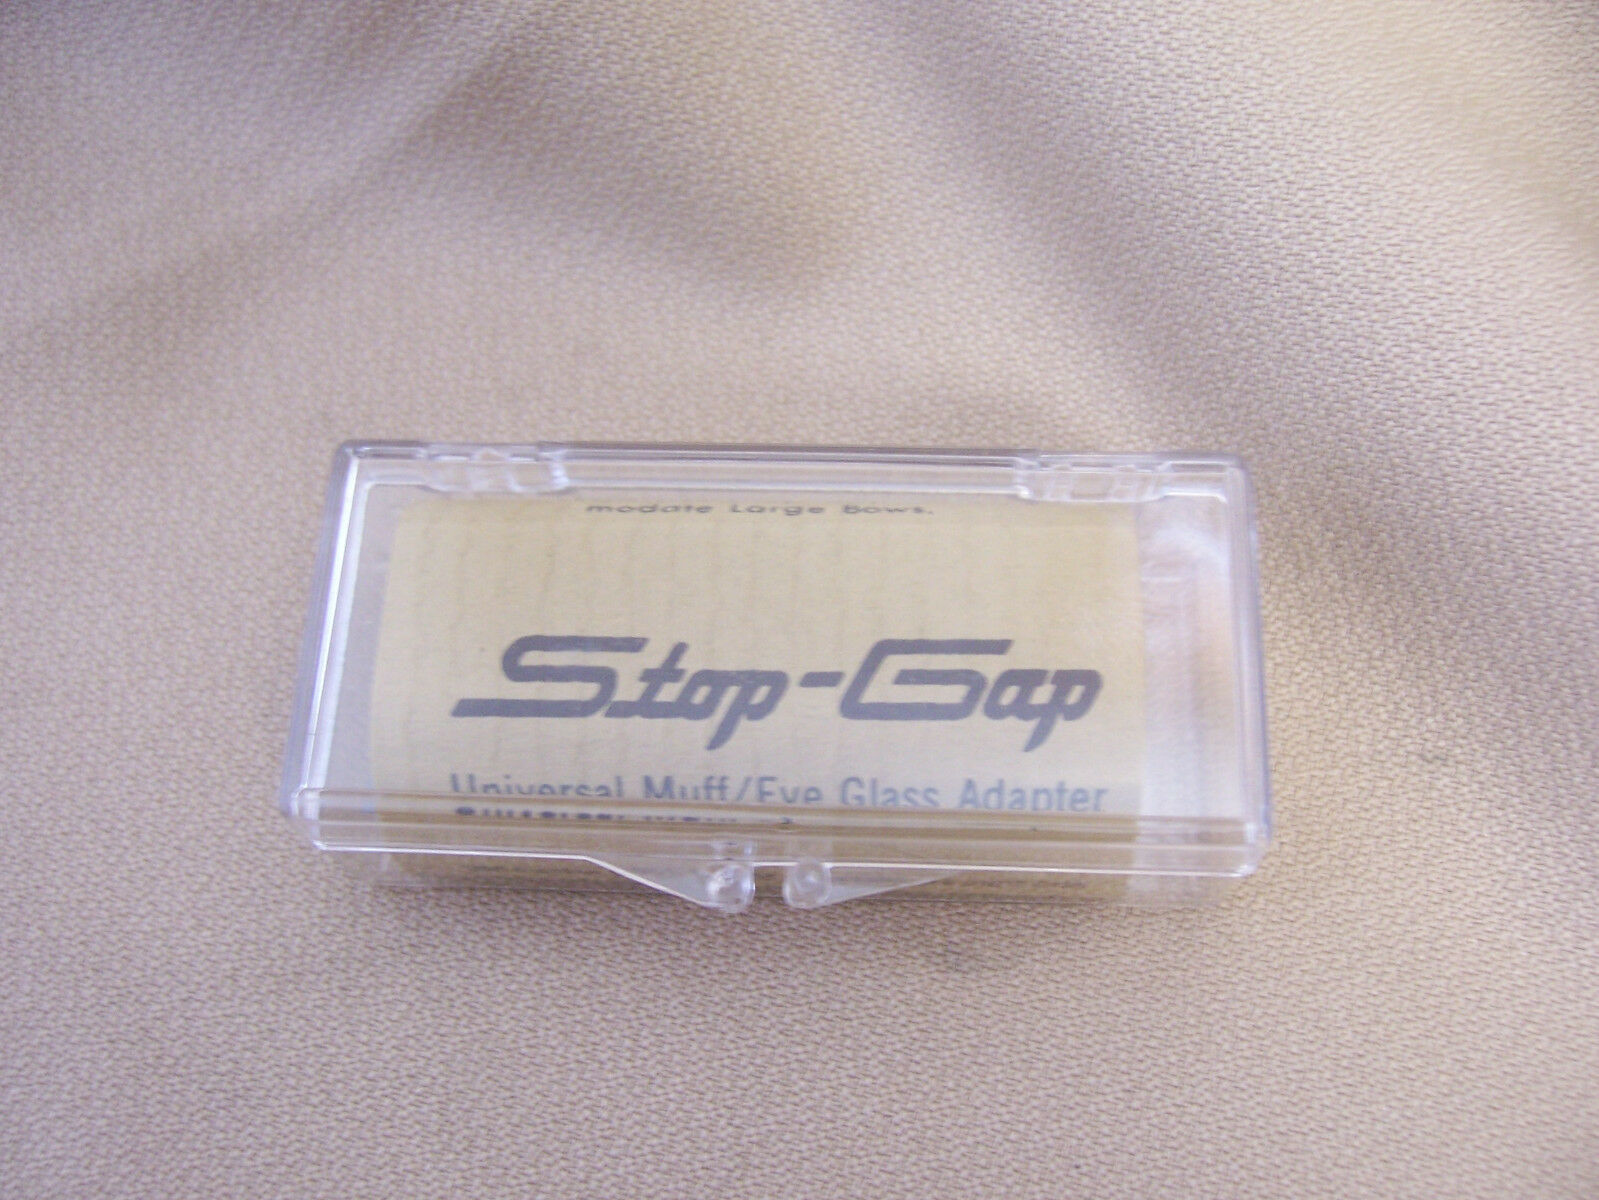 modate Large Bows.
Stop-Gap
Universal Muff/Eye Glass Adapter